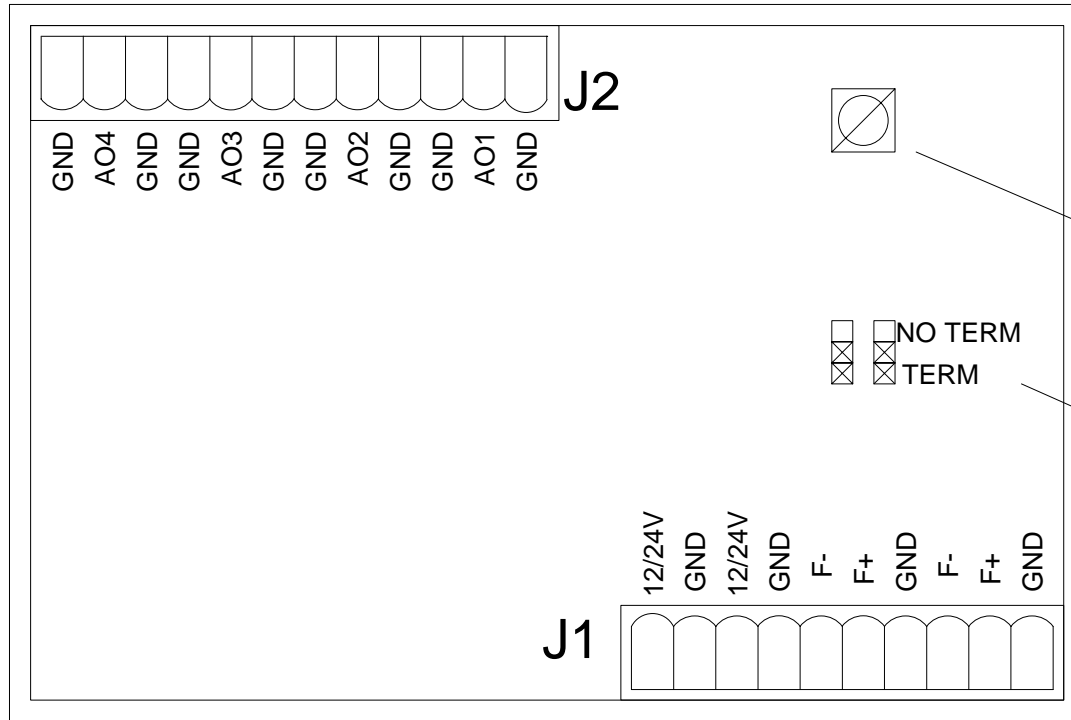 J2
GND AO4 GND GND AO3 GND GND AO2 GND GND AO1 GND
NO TERM
TERM
12/24V GND 12/24V GND F- F+ GND F- F+ GND
J1